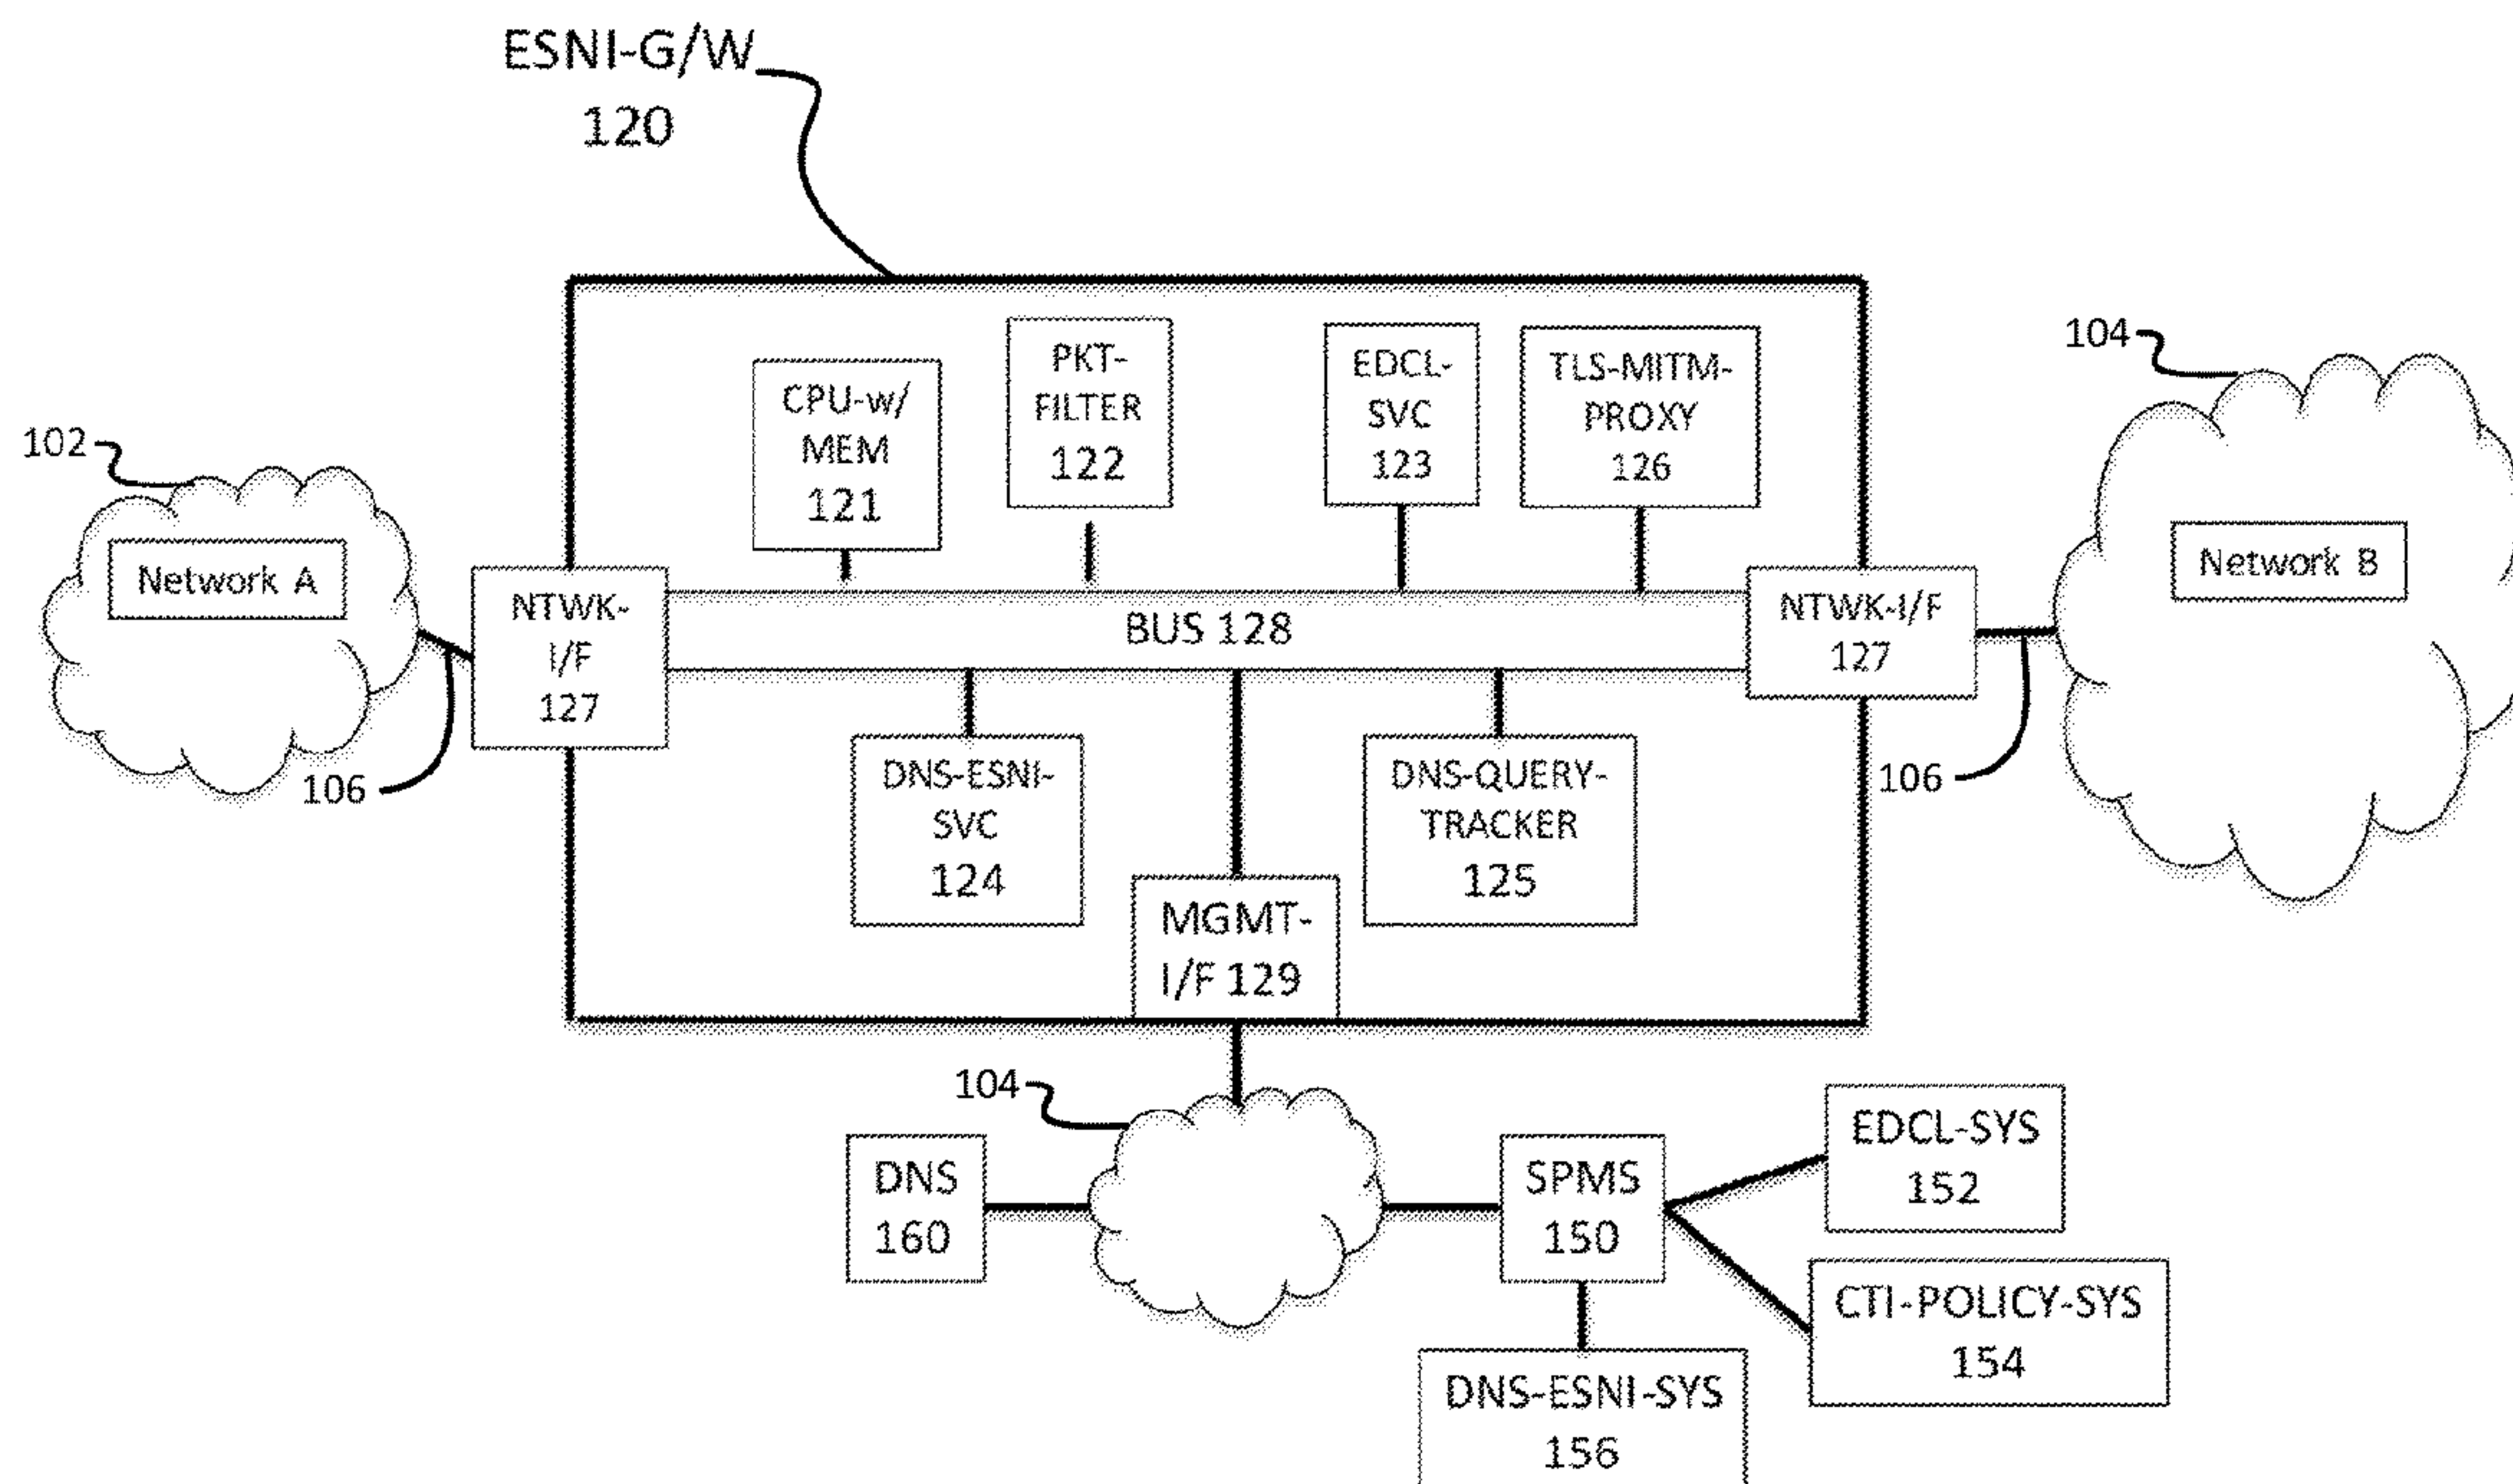 ESNI-G/W
120
102
Network A
106
NTWK-
I/F
127
CPU-w/
MEM
121
PKT-
FILTER
122
EDCL-
SVC
123
TLS-MITM-
PROXY
126
BUS 128
NTWK-I/F
127
104
Network B
106
DNS-ESNI-
SVC
124
MGMT-
I/F 129
DNS-QUERY-
TRACKER
125
104
DNS
160
SPMS
150
EDCL-SYS
152
CTI-POLICY-SYS
154
DNS-ESNI-SYS
156